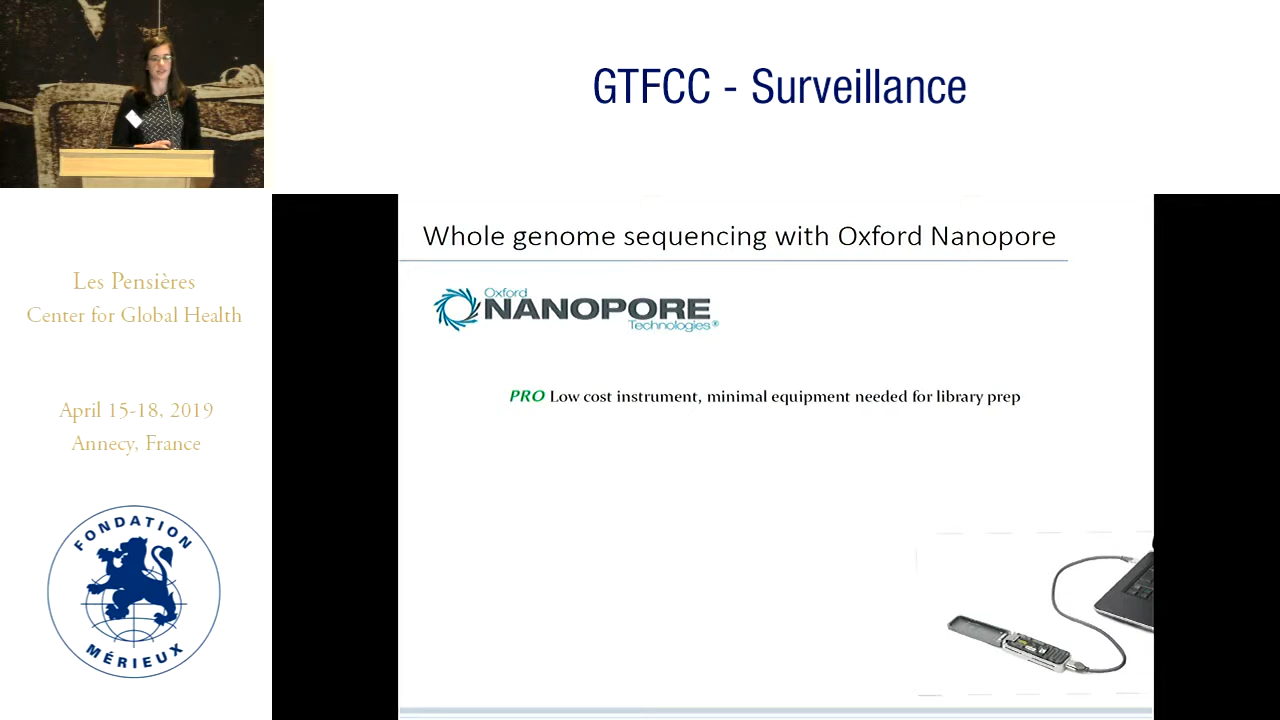 GTFCC - Surveillance
Les Pensières
Center for Global Health
April 15-18, 2019
Annecy, France
FONDATION
MÉRIEUX
Whole genome sequencing with Oxford Nanopore
Oxford
NANOPORE
Technologies®
PRO Low cost instrument, minimal equipment needed for library prep